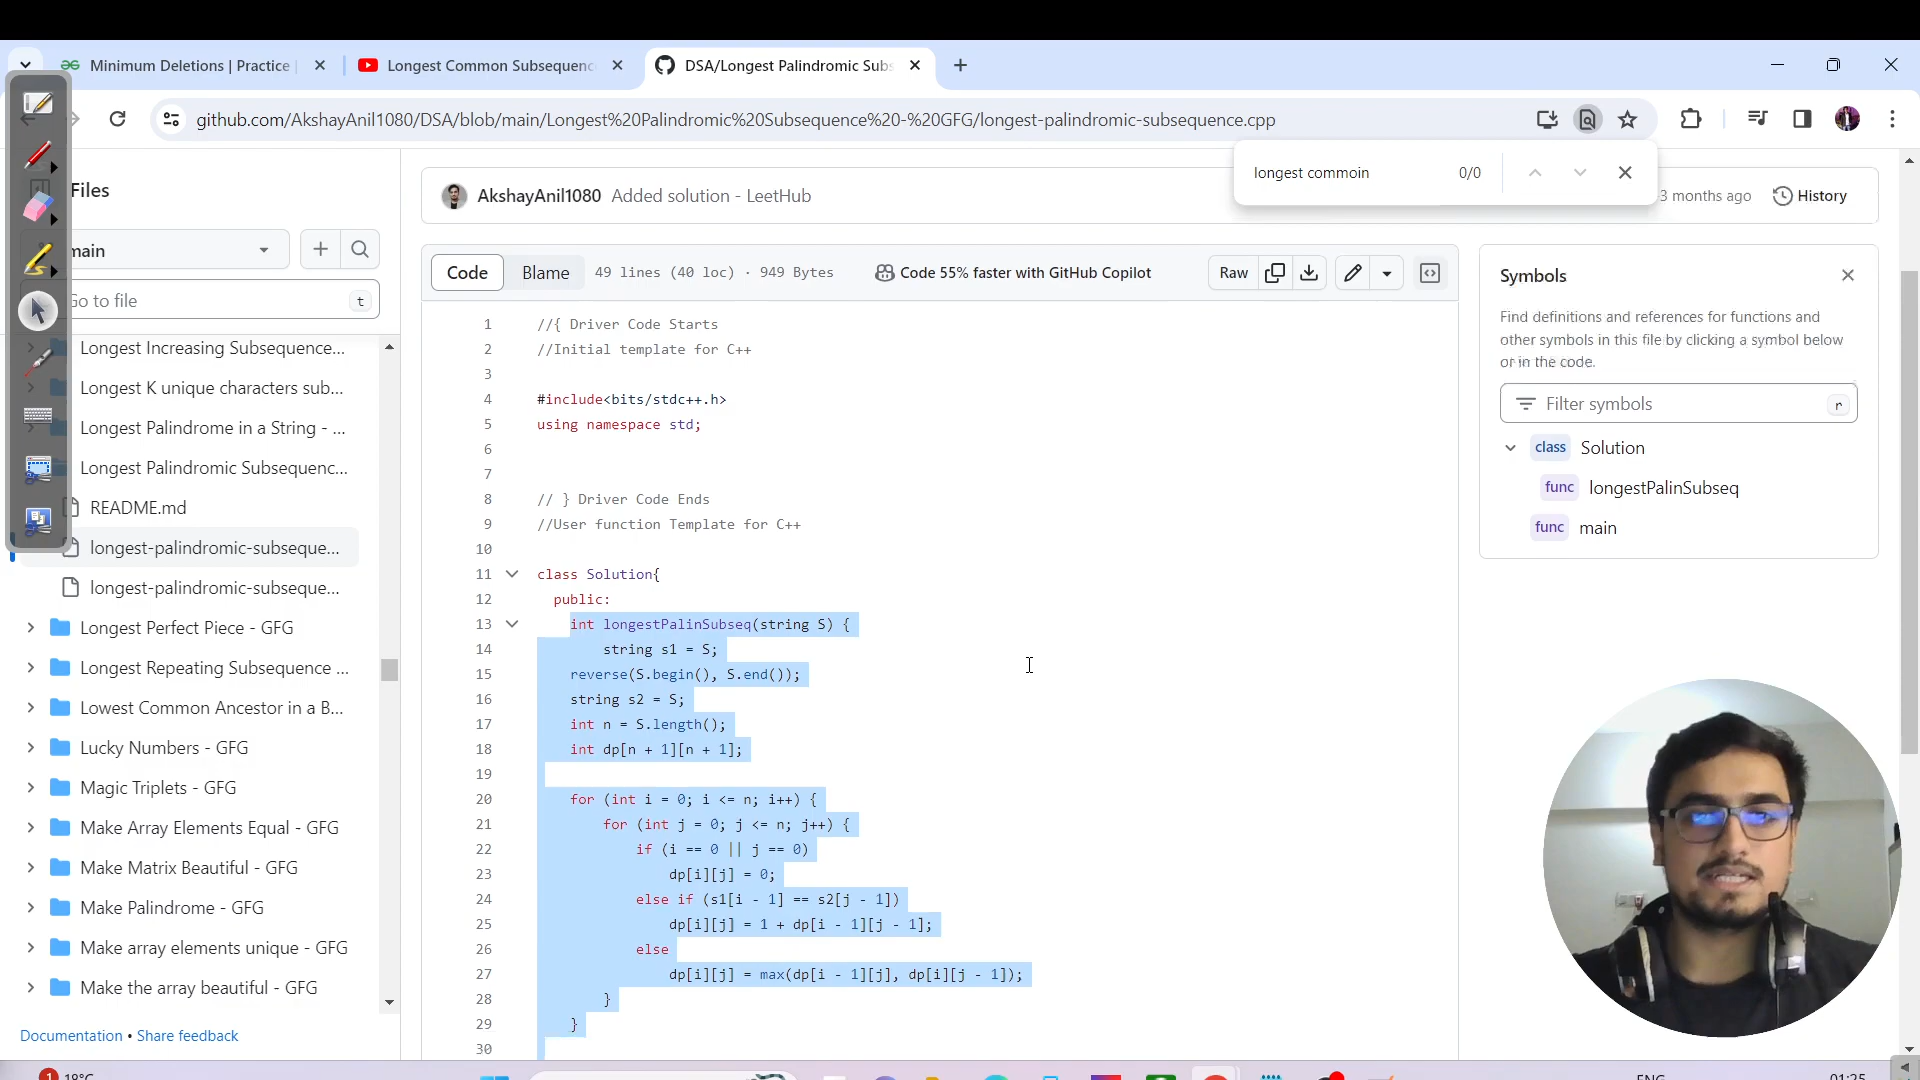 Minimum Deletions | Practice
Longest Common Subsequenc
DSA/Longest Palindromic Subs
github.com/AkshayAnil1080/DSA/blob/main/Longest%20Palindromic%20Subsequence%20-%20GFG/longest-palindromic-subsequence.cpp
longest commoin
0/0
Files
main
Go to file
t
Longest Increasing Subsequence...
Longest K unique characters sub...
Longest Palindrome in a String - ...
Longest Palindromic Subsequenc...
README.md
longest-palindromic-subseque...
longest-palindromic-subseque...
Longest Perfect Piece - GFG
Longest Repeating Subsequence ...
Lowest Common Ancestor in a B...
Lucky Numbers - GFG
Magic Triplets - GFG
Make Array Elements Equal - GFG
Make Matrix Beautiful - GFG
Make Palindrome - GFG
Make array elements unique - GFG
Make the array beautiful - GFG
Documentation • Share feedback
AkshayAnil1080 Added solution - LeetHub
3 months ago
History
Code
Blame
49 lines (40 loc) · 949 Bytes
Code 55% faster with GitHub Copilot
Raw
1 //{ Driver Code Starts
2 //Initial template for C++
3
4 #include<bits/stdc++.h>
5 using namespace std;
6
7
8 // } Driver Code Ends
9 //User function Template for C++
10
11 class Solution{
12 public:
13 int longestPalinSubseq(string S) {
14 string s1 = S;
15 reverse(S.begin(), S.end());
16 string s2 = S;
17 int n = S.length();
18 int dp[n + 1][n + 1];
19
20 for (int i = 0; i <= n; i++) {
21 for (int j = 0; j <= n; j++) {
22 if (i == 0 || j == 0)
23 dp[i][j] = 0;
24 else if (s1[i - 1] == s2[j - 1])
25 dp[i][j] = 1 + dp[i - 1][j - 1];
26 else
27 dp[i][j] = max(dp[i - 1][j], dp[i][j - 1]);
28 }
29 }
30
Symbols
Find definitions and references for functions and
other symbols in this file by clicking a symbol below
or in the code.
Filter symbols
r
class Solution
func longestPalinSubseq
func main
1
18°C
ENG
01:25